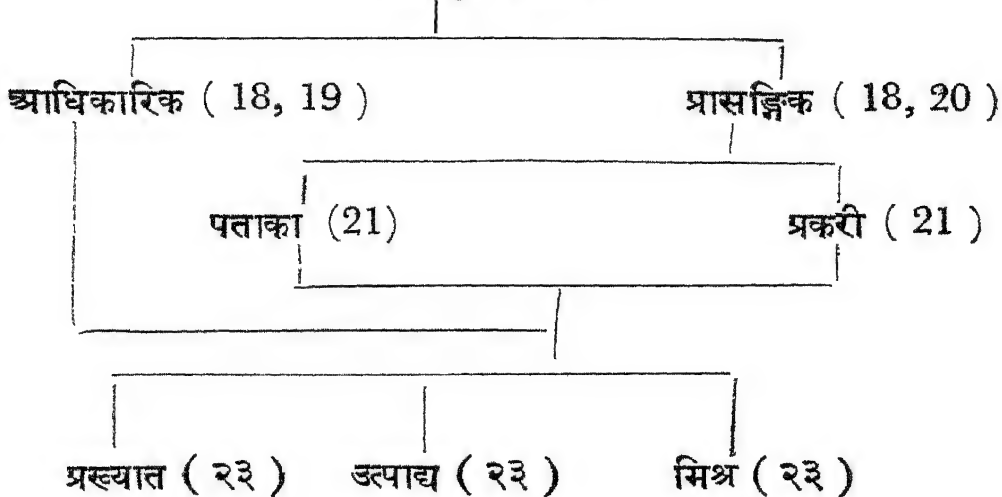 आधिकारिक ( 18, 19 ) प्रासङ्गिक ( 18, 20 )
पताका (21) प्रकरी ( 21 )
प्रख्यात ( २३ ) उत्पाद्य ( २३ ) मिश्र ( २३ )